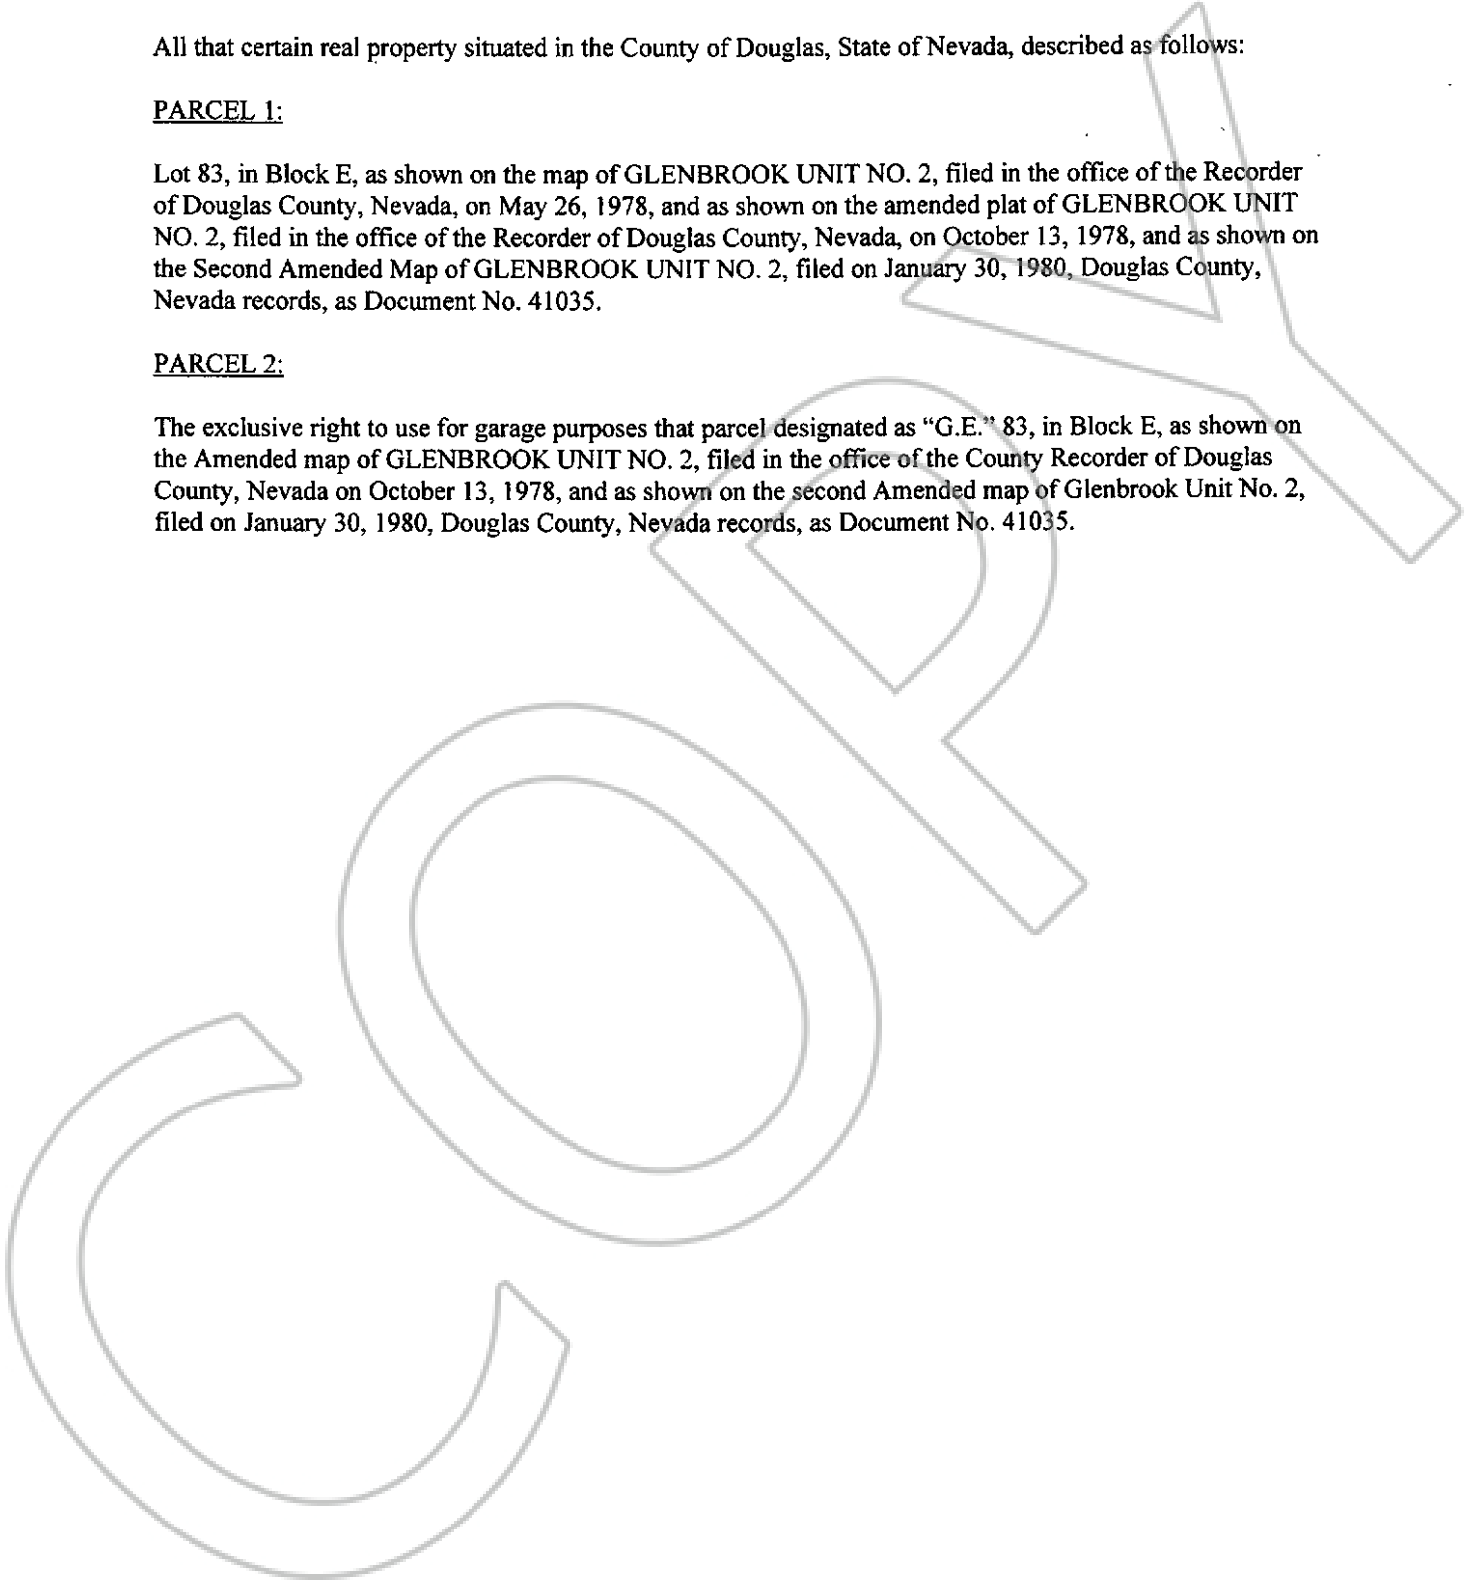 All that certain real property situated in the County of Douglas, State of Nevada, described as follows:
PARCEL 1:
Lot 83, in Block E, as shown on the map of GLENBROOK UNIT NO. 2, filed in the office of the Recorder
of Douglas County, Nevada, on May 26, 1978, and as shown on the amended plat of GLENBROOK UNIT
NO. 2, filed in the office of the Recorder of Douglas County, Nevada, on October 13, 1978, and as shown on
the Second Amended Map of GLENBROOK UNIT NO. 2, filed on January 30, 1980, Douglas County,
Nevada records, as Document No. 41035.
PARCEL 2:
The exclusive right to use for garage purposes that parcel designated as “G.E.” 83, in Block E, as shown on
the Amended map of GLENBROOK UNIT NO. 2, filed in the office of the County Recorder of Douglas
County, Nevada on October 13, 1978, and as shown on the second Amended map of Glenbrook Unit No. 2,
filed on January 30, 1980, Douglas County, Nevada records, as Document No. 41035.
COPY